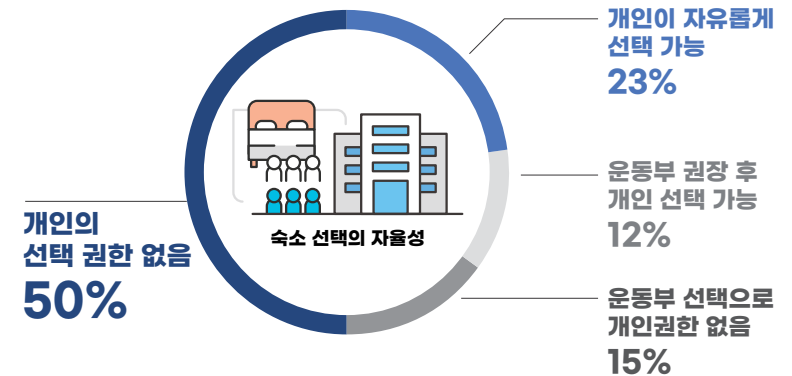 개인이 자유롭게
선택 가능
23%
운동부 권장 후
개인 선택 가능
12%
운동부 선택으로
개인권한 없음
15%
개인의
선택 권한 없음
50%
숙소 선택의 자율성